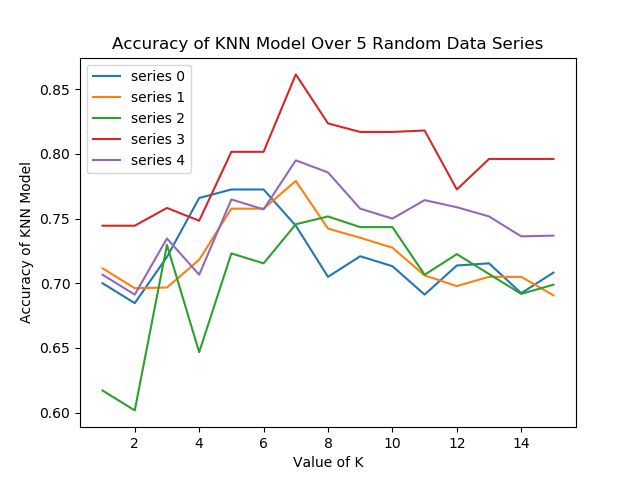 Accuracy of KNN Model Over 5 Random Data Series
series 0
series 1
series 2
series 3
series 4
0.85
0.80
0.75
0.70
0.65
0.60
Accuracy of KNN Model
2 4 6 8 10 12 14
Value of K